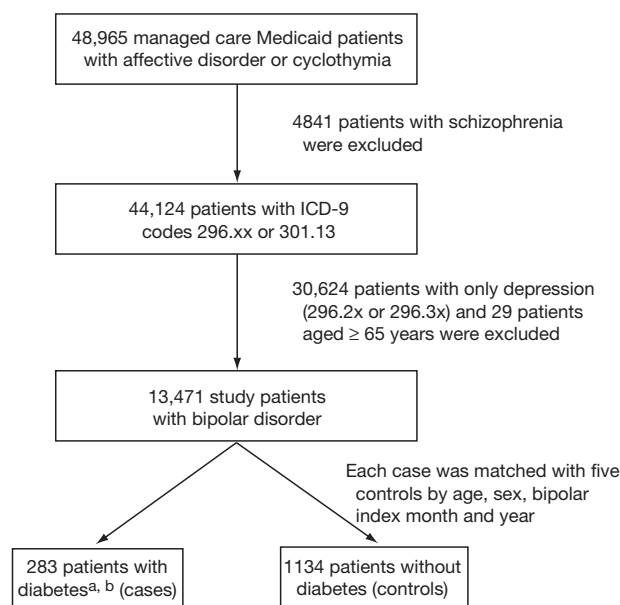 48,965 managed care Medicaid patients
with affective disorder or cyclothymia
4841 patients with schizophrenia
were excluded
44,124 patients with ICD-9
codes 296.xx or 301.13
30,624 patients with only depression
(296.2x or 296.3x) and 29 patients
aged ≥ 65 years were excluded
13,471 study patients
with bipolar disorder
Each case was matched with five
controls by age, sex, bipolar
index month and year
283 patients with
diabetesa, b (cases)
1134 patients without
diabetes (controls)